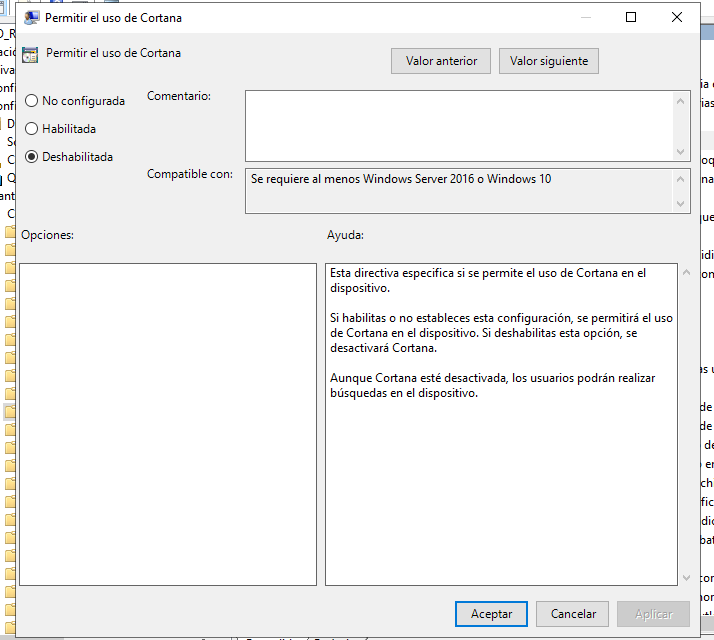 Permitir el uso de Cortana
Permitir el uso de Cortana
Valor anterior
Valor siguiente
No configurada
Habilitada
Deshabilitada
Comentario:
Compatible con:
Se requiere al menos Windows Server 2016 o Windows 10
Opciones:
Ayuda:
Esta directiva especifica si se permite el uso de Cortana en el
dispositivo.
Si habilitas o no estableces esta configuración, se permitirá el uso
de Cortana en el dispositivo. Si deshabilitas esta opción, se
desactivará Cortana.
Aunque Cortana esté desactivada, los usuarios podrán realizar
búsquedas en el dispositivo.
Aceptar
Cancelar
Aplicar